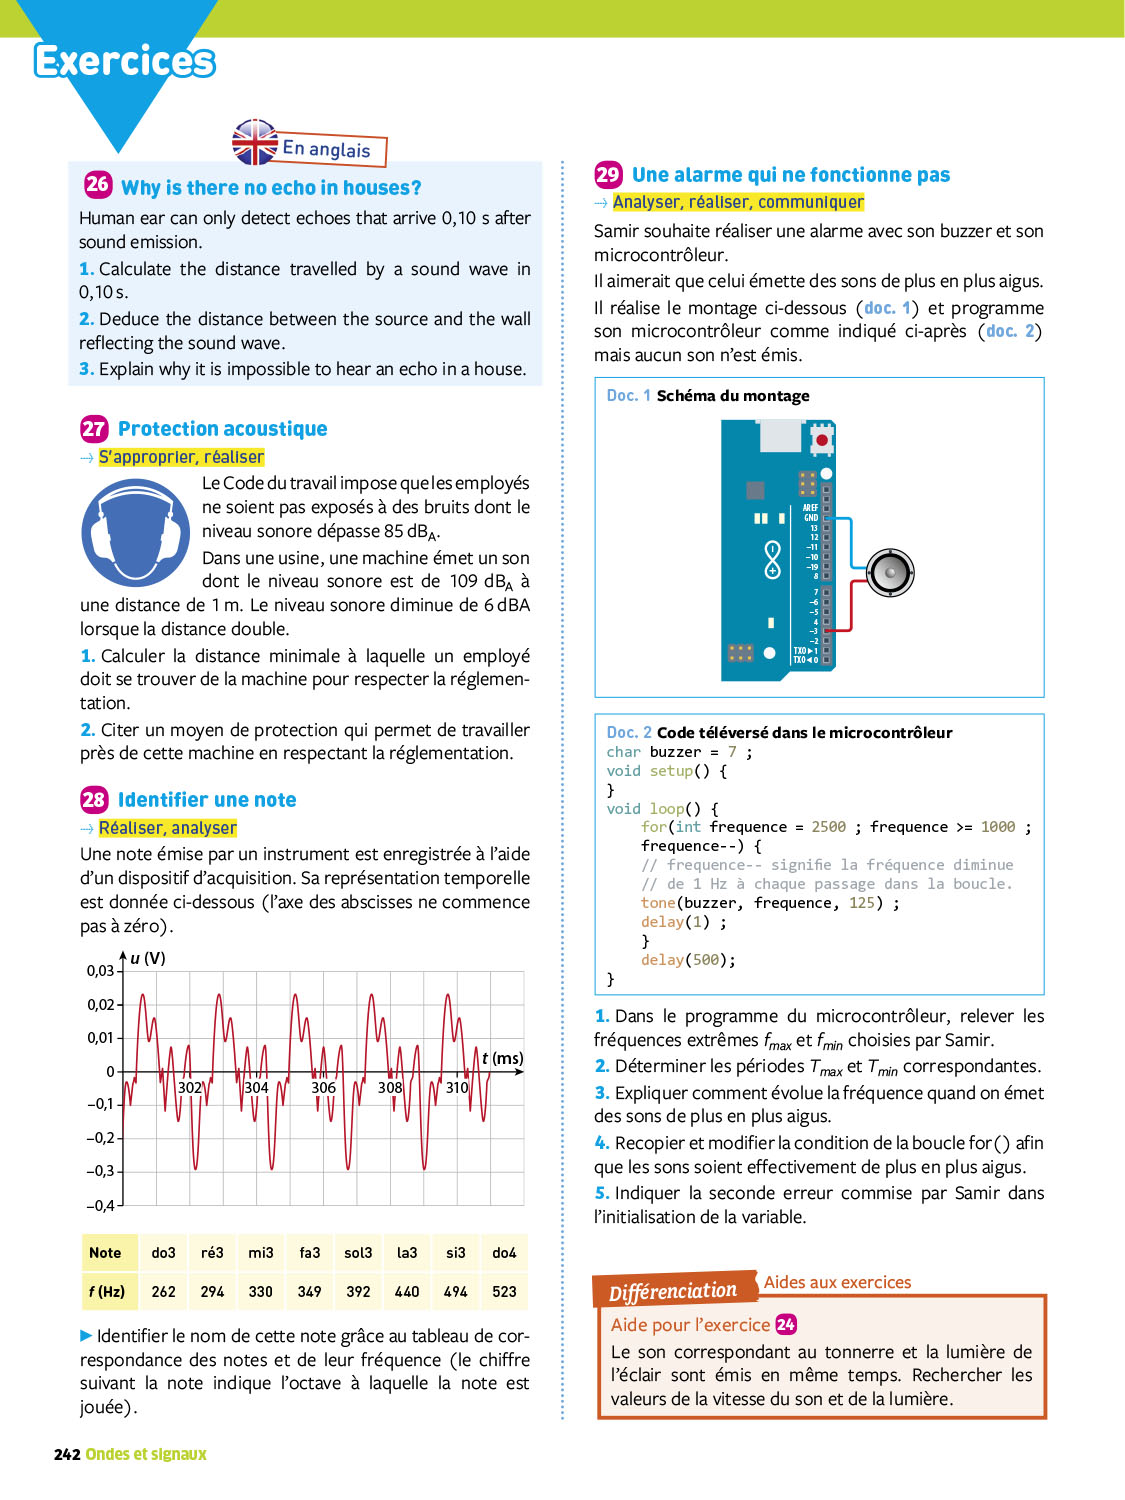 Exercices
En anglais
26 Why is there no echo in houses?
Human ear can only detect echoes that arrive 0,10 s after
sound emission.
1. Calculate the distance travelled by a sound wave in
0,10 s.
2. Deduce the distance between the source and the wall
reflecting the sound wave.
3. Explain why it is impossible to hear an echo in a house.
27 Protection acoustique
→ S’approprier, réaliser
Le Code du travail impose que les employés
ne soient pas exposés à des bruits dont le
niveau sonore dépasse 85 dBA.
Dans une usine, une machine émet un son
dont le niveau sonore est de 109 dBA à
une distance de 1 m. Le niveau sonore diminue de 6 dBA
lorsque la distance double.
1. Calculer la distance minimale à laquelle un employé
doit se trouver de la machine pour respecter la réglemen-
tation.
2. Citer un moyen de protection qui permet de travailler
près de cette machine en respectant la réglementation.
28 Identifier une note
→ Réaliser, analyser
Une note émise par un instrument est enregistrée à l’aide
d’un dispositif d’acquisition. Sa représentation temporelle
est donnée ci-dessous (l’axe des abscisses ne commence
pas à zéro).
u (V)
0,03
0,02
0,01
0
–0,1
–0,2
–0,3
–0,4
t (ms)
302 304 306 308 310
Note do3 ré3 mi3 fa3 sol3 la3 si3 do4
f (Hz) 262 294 330 349 392 440 494 523
▶ Identifier le nom de cette note grâce au tableau de cor-
respondance des notes et de leur fréquence (le chiffre
suivant la note indique l’octave à laquelle la note est
jouée).
29 Une alarme qui ne fonctionne pas
→ Analyser, réaliser, communiquer
Samir souhaite réaliser une alarme avec son buzzer et son
microcontrôleur.
Il aimerait que celui émette des sons de plus en plus aigus.
Il réalise le montage ci-dessous (doc. 1) et programme
son microcontrôleur comme indiqué ci-après (doc. 2)
mais aucun son n’est émis.
Doc. 1 Schéma du montage
AREF
GND
13
12
–11
–10
–19
8
7
–6
–5
4
–3
–2
TX0 ▶ 1
TX0 ◀ 0
Doc. 2 Code téléversé dans le microcontrôleur
char buzzer = 7 ;
void setup() {
}
void loop() {
for(int frequence = 2500 ; frequence >= 1000 ;
frequence--) {
// frequence-- signifie la fréquence diminue
// de 1 Hz à chaque passage dans la boucle.
tone(buzzer, frequence, 125) ;
delay(1) ;
}
delay(500);
}
1. Dans le programme du microcontrôleur, relever les
fréquences extrêmes fmax et fmin choisies par Samir.
2. Déterminer les périodes Tmax et Tmin correspondantes.
3. Expliquer comment évolue la fréquence quand on émet
des sons de plus en plus aigus.
4. Recopier et modifier la condition de la boucle for() afin
que les sons soient effectivement de plus en plus aigus.
5. Indiquer la seconde erreur commise par Samir dans
l’initialisation de la variable.
Différenciation Aides aux exercices
Aide pour l’exercice 24
Le son correspondant au tonnerre et la lumière de
l’éclair sont émis en même temps. Rechercher les
valeurs de la vitesse du son et de la lumière.
242 Ondes et signaux